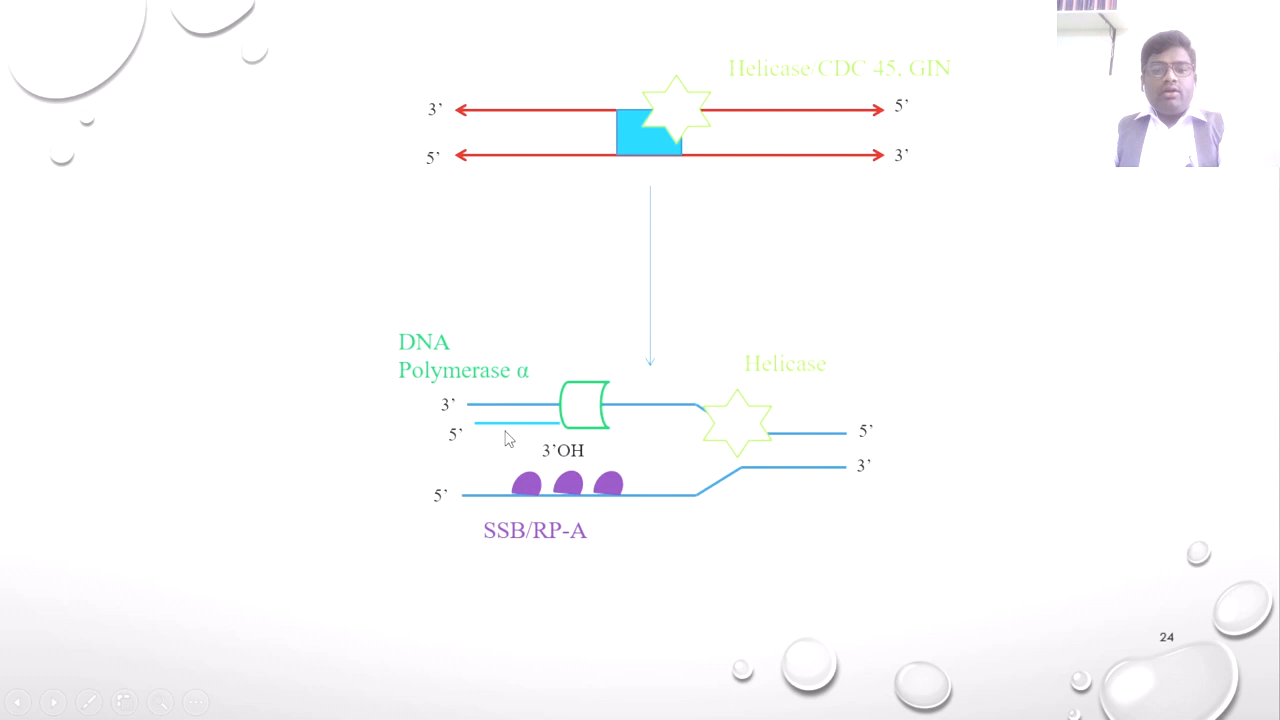 Helicase/CDC 45, GIN
3’
5’
5’
3’
DNA
Polymerase α
Helicase
3’
5’
5’
3’OH
3’
5’
SSB/RP-A
24